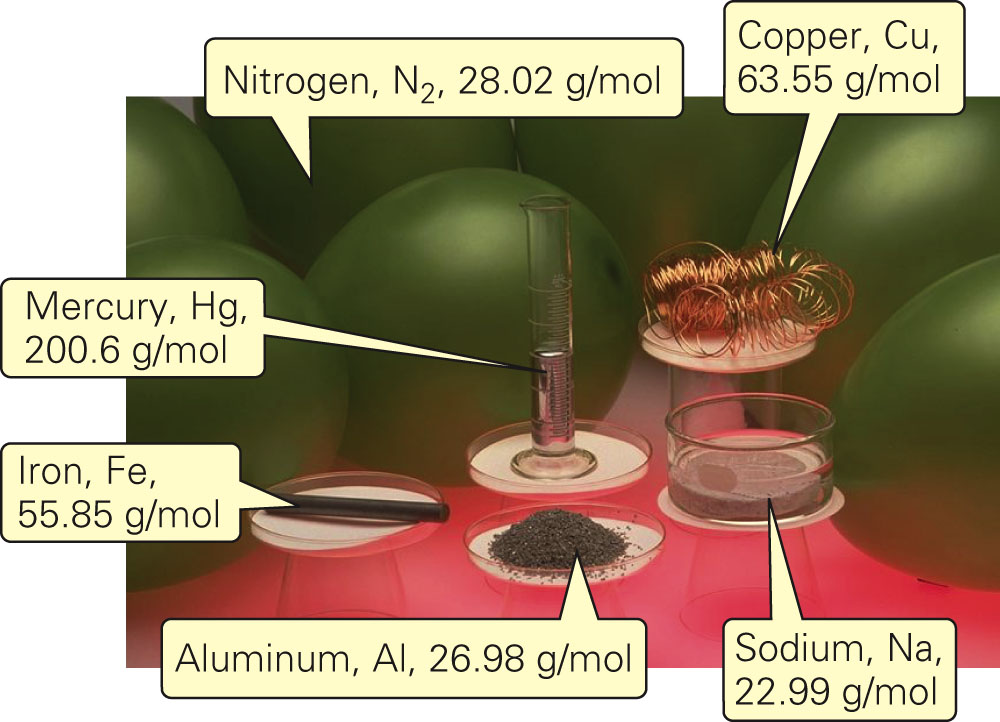 Nitrogen, N₂, 28.02 g/mol
Copper, Cu,
63.55 g/mol
Mercury, Hg,
200.6 g/mol
Iron, Fe,
55.85 g/mol
Aluminum, Al, 26.98 g/mol
Sodium, Na,
22.99 g/mol